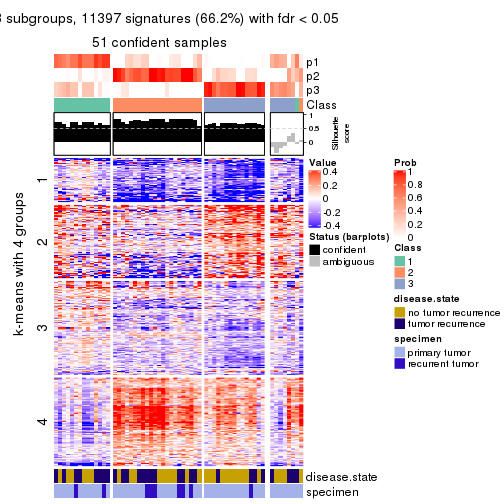 3 subgroups, 11397 signatures (66.2%) with fdr < 0.05
51 confident samples
p1
p2
p3
Class
1
0.5
0
Silhouette
score
k-means with 4 groups
1
2
3
4
disease.state
specimen
Value
0.4
0.2
0
-0.2
-0.4
Status (barplots)
confident
ambiguous
Prob
1
0.8
0.6
0.4
0.2
0
Class
1
2
3
disease.state
no tumor recurrence
tumor recurrence
specimen
primary tumor
recurrent tumor